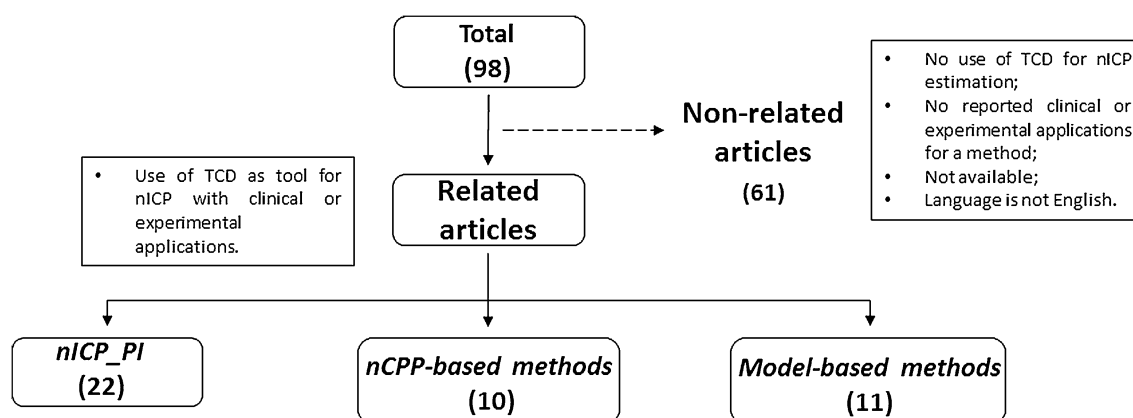 Total
(98)
• No use of TCD for nICP
estimation;
• No reported clinical or
experimental applications
for a method;
• Not available;
• Language is not English.
Non-related
articles
(61)
• Use of TCD as tool for
nICP with clinical or
experimental
applications.
Related
articles
nICP_PI
(22)
nCPP-based methods
(10)
Model-based methods
(11)